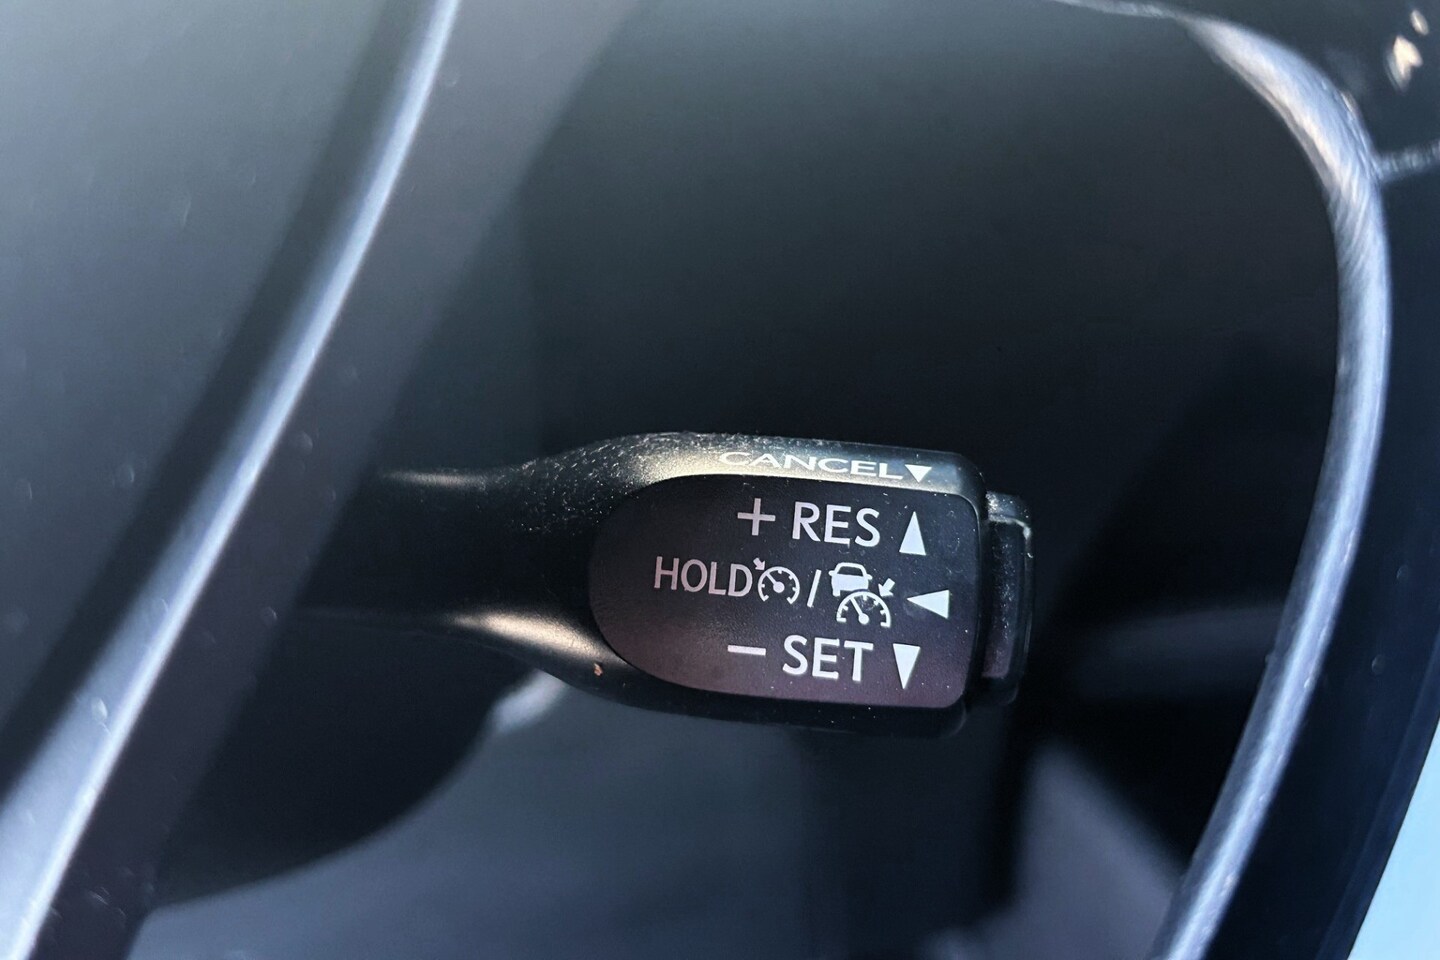 CANCEL▼
+ RES ▲
HOLD / ◀
− SET ▼